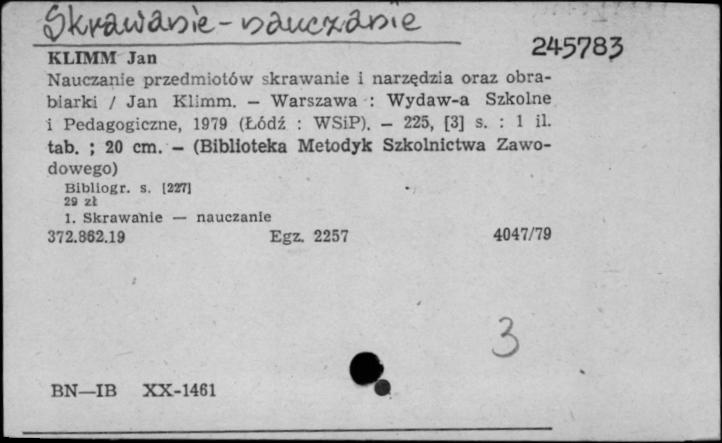 Skrawanie - nauczanie
245783
KLIMM Jan
Nauczanie przedmiotów skrawanie i narzędzia oraz obra-
biarki / Jan Klimm. — Warszawa : Wydaw-a Szkolne
i Pedagogiczne, 1979 (Łódź : WSiP). — 225, [3] s. : 1 il.
tab. ; 20 cm. — (Biblioteka Metodyk Szkolnictwa Zawo-
dowego)
Bibliogr. s. [227]
29 zł
1. Skrawanie — nauczanie
372.862.19 Egz. 2257 4047/79
3
BN—IB XX-1461